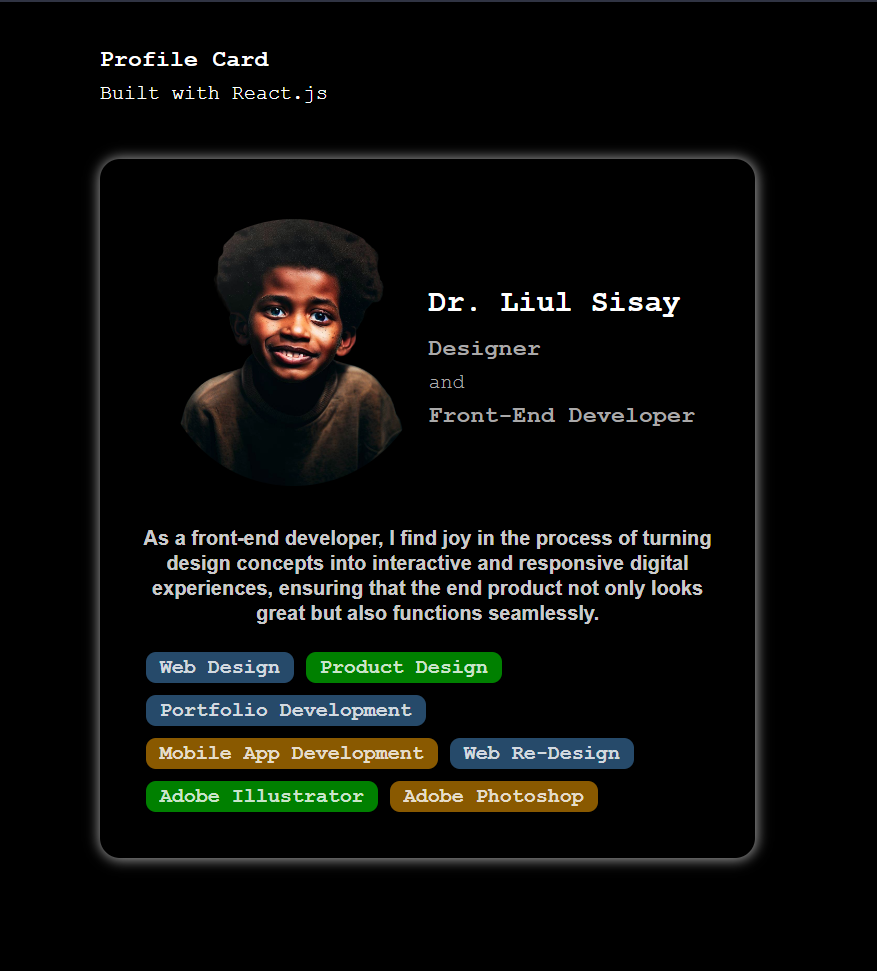 Profile Card
Built with React.js
Dr. Liul Sisay
Designer
and
Front-End Developer
As a front-end developer, I find joy in the process of turning
design concepts into interactive and responsive digital
experiences, ensuring that the end product not only looks
great but also functions seamlessly.
Web Design Product Design
Portfolio Development
Mobile App Development Web Re-Design
Adobe Illustrator Adobe Photoshop